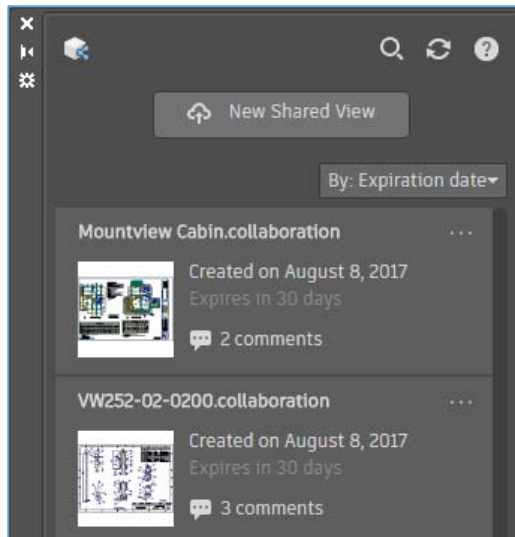 New Shared View
By: Expiration date
Mountview Cabin.collaboration
...
Created on August 8, 2017
Expires in 30 days
2 comments
VW252-02-0200.collaboration
...
Created on August 8, 2017
Expires in 30 days
3 comments